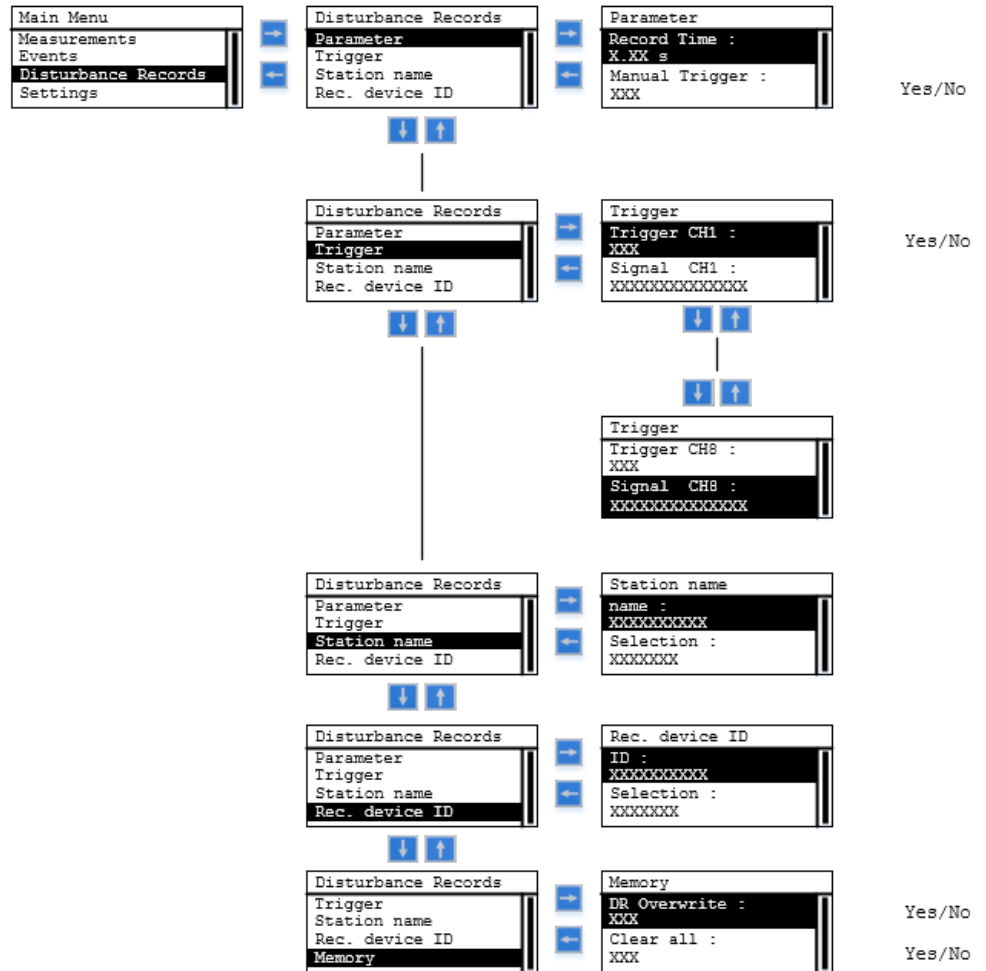 Main Menu
Measurements
Events
Disturbance Records
Settings
Disturbance Records
Parameter
Trigger
Station name
Rec. device ID
Parameter
Record Time :
X.XX s
Manual Trigger :
XXX
Yes/No
Disturbance Records
Parameter
Trigger
Station name
Rec. device ID
Trigger
Trigger CH1 :
XXX
Signal  CH1 :
XXXXXXXXXXXXXX
Yes/No
Trigger
Trigger CH8 :
XXX
Signal  CH8 :
XXXXXXXXXXXXXX
Disturbance Records
Parameter
Trigger
Station name
Rec. device ID
Station name
name :
XXXXXXXXXX
Selection :
XXXXXXX
Disturbance Records
Parameter
Trigger
Station name
Rec. device ID
Rec. device ID
ID :
XXXXXXXXXX
Selection :
XXXXXXX
Disturbance Records
Trigger
Station name
Rec. device ID
Memory
Memory
DR Overwrite :
XXX
Clear all :
XXX
Yes/No
Yes/No